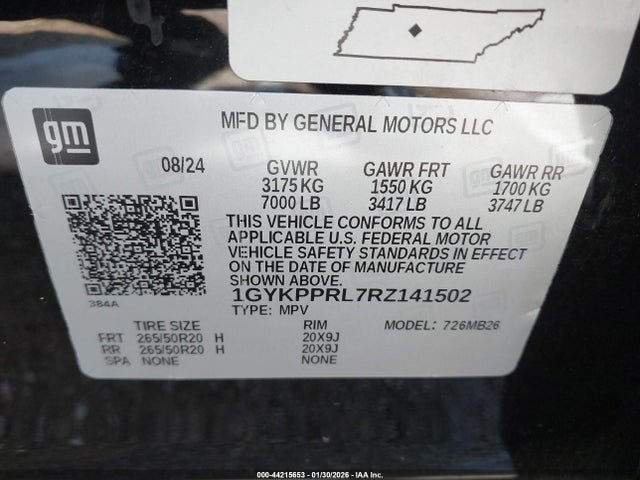 gm
MFD BY GENERAL MOTORS LLC
08/24 GVWR GAWR FRT GAWR RR
3175 KG 1550 KG 1700 KG
7000 LB 3417 LB 3747 LB
THIS VEHICLE CONFORMS TO ALL
APPLICABLE U.S. FEDERAL MOTOR
VEHICLE SAFETY STANDARDS IN EFFECT
ON THE DATE OF MANUFACTURE
SHOWN ABOVE.
384A
1GYKPPRL7RZ141502
TYPE: MPV MODEL: 726MB26
TIRE SIZE RIM
FRT 265/50R20 H 20X9J
RR 265/50R20 H 20X9J
SPA NONE NONE
000-44215653 | 01/30/2026 - IAA Inc.